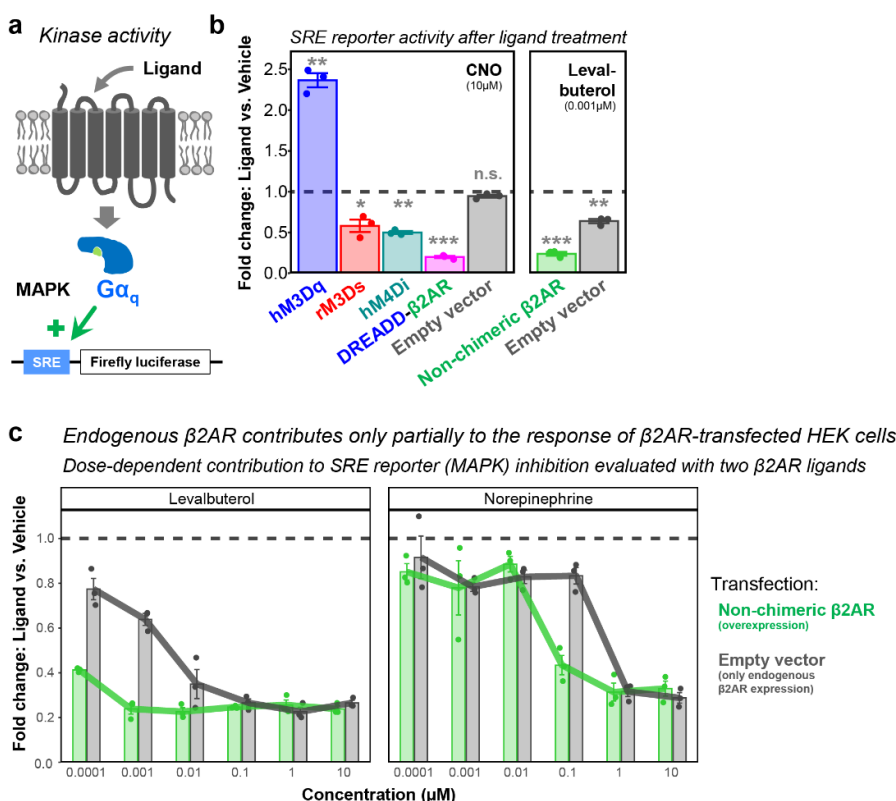 a
Kinase activity
Ligand
MAPK
Gαq
+
SRE
Firefly luciferase
b
SRE reporter activity after ligand treatment
Fold change: Ligand vs. Vehicle
2.5
2.0
1.5
1.0
0.5
0.0
CNO
(10µM)
**
*
**
***
n.s.
hM3Dq
rM3Ds
hM4Di
DREADD-β2AR
Empty vector
Leval-
buterol
(0.001µM)
***
**
Non-chimeric β2AR
Empty vector
c
Endogenous β2AR contributes only partially to the response of β2AR-transfected HEK cells
Dose-dependent contribution to SRE reporter (MAPK) inhibition evaluated with two β2AR ligands
Levalbuterol
Norepinephrine
Fold change: Ligand vs. Vehicle
1.0
0.8
0.6
0.4
0.2
0.0
0.0001 0.001 0.01 0.1 1 10
0.0001 0.001 0.01 0.1 1 10
Concentration (µM)
Transfection:
Non-chimeric β2AR
(overexpression)
Empty vector
(only endogenous
β2AR expression)